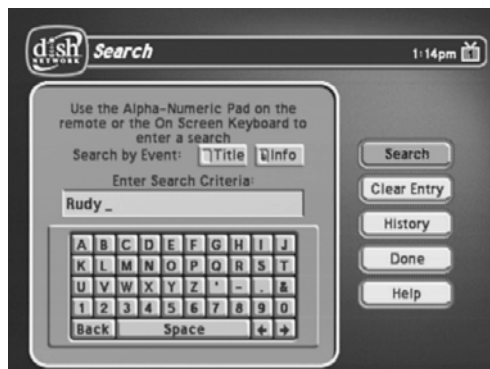 dish
NETWORK
Search
1:14pm
Use the Alpha-Numeric Pad on the
remote or the On Screen Keyboard to
enter a search
Search by Event: Title Info
Enter Search Criteria:
Rudy _
A B C D E F G H I J
K L M N O P Q R S T
U V W X Y Z ' - . &
1 2 3 4 5 6 7 8 9 0
Back Space ← →
Search
Clear Entry
History
Done
Help